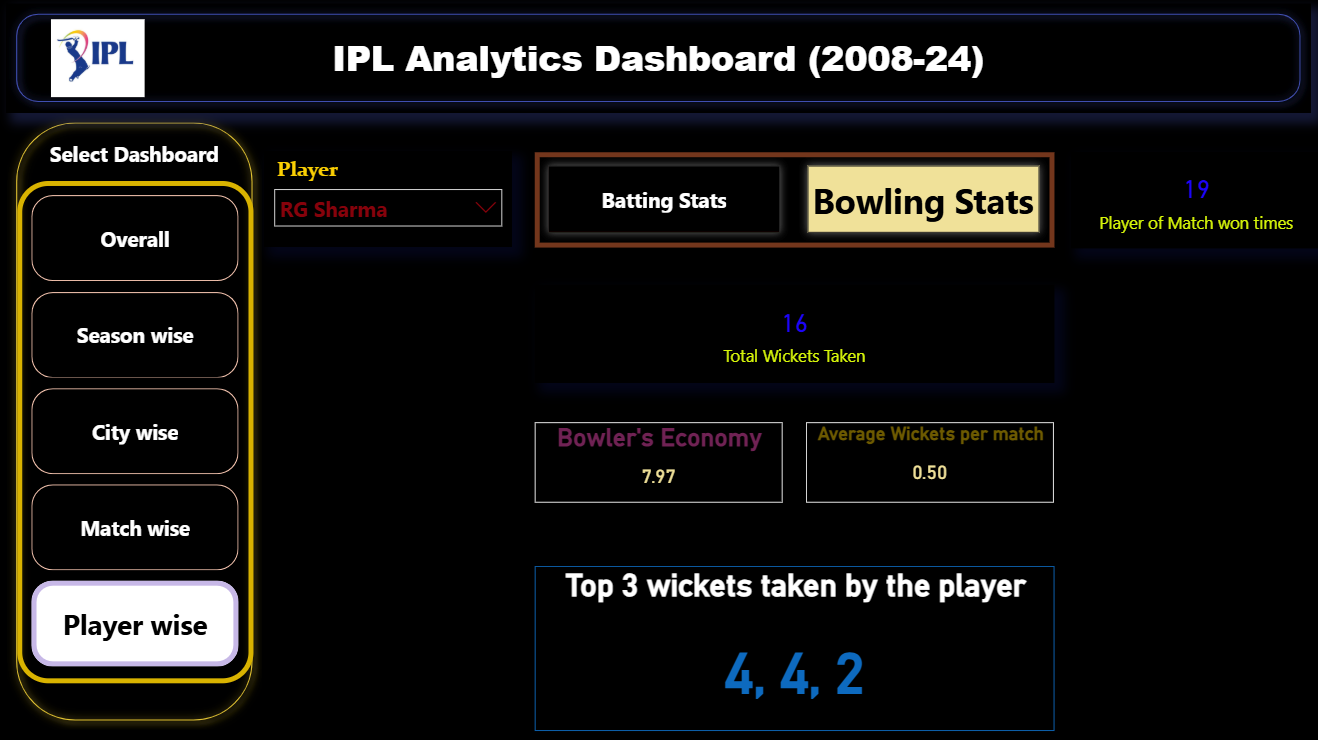 IPL
IPL Analytics Dashboard (2008-24)
Select Dashboard
Overall
Season wise
City wise
Match wise
Player wise
Player
RG Sharma
Batting Stats
Bowling Stats
19
Player of Match won times
16
Total Wickets Taken
Bowler's Economy
7.97
Average Wickets per match
0.50
Top 3 wickets taken by the player
4, 4, 2